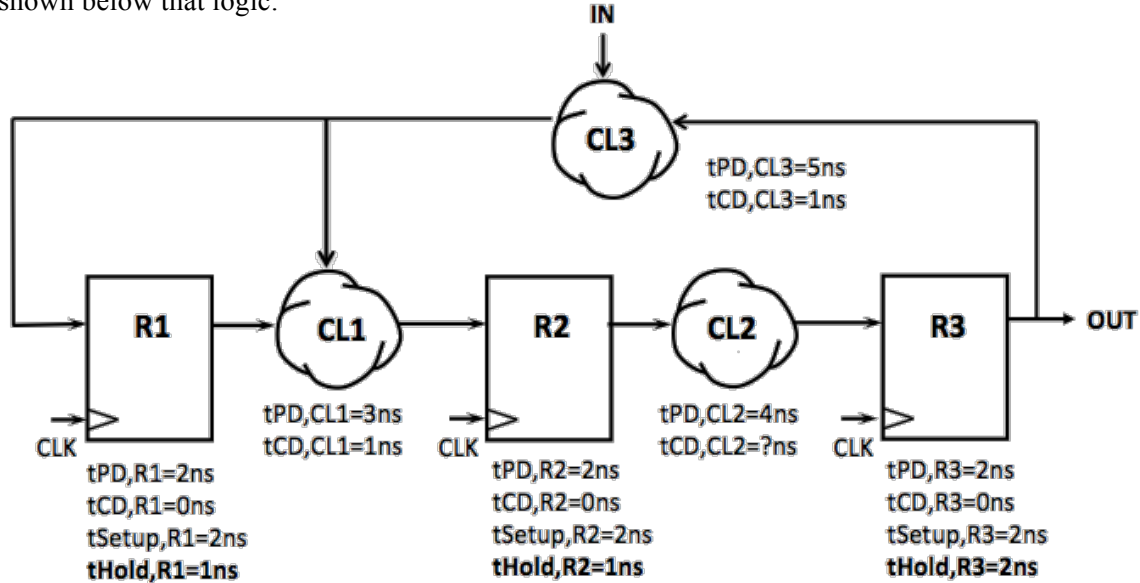 shown below that logic.
IN
CL3
tPD,CL3=5ns
tCD,CL3=1ns
R1
CL1
R2
CL2
R3
OUT
CLK
tPD,CL1=3ns
tCD,CL1=1ns
CLK
tPD,CL2=4ns
tCD,CL2=?ns
CLK
tPD,R1=2ns
tCD,R1=0ns
tSetup,R1=2ns
tHold,R1=1ns
tPD,R2=2ns
tCD,R2=0ns
tSetup,R2=2ns
tHold,R2=1ns
tPD,R3=2ns
tCD,R3=0ns
tSetup,R3=2ns
tHold,R3=2ns